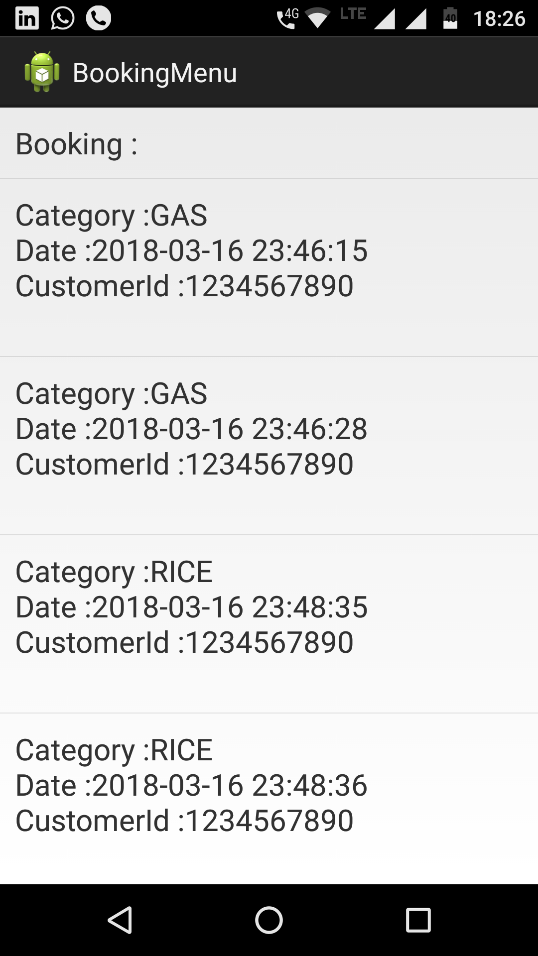 in 4G LTE 40 18:26
BookingMenu
Booking :
Category :GAS
Date :2018-03-16 23:46:15
CustomerId :1234567890
Category :GAS
Date :2018-03-16 23:46:28
CustomerId :1234567890
Category :RICE
Date :2018-03-16 23:48:35
CustomerId :1234567890
Category :RICE
Date :2018-03-16 23:48:36
CustomerId :1234567890